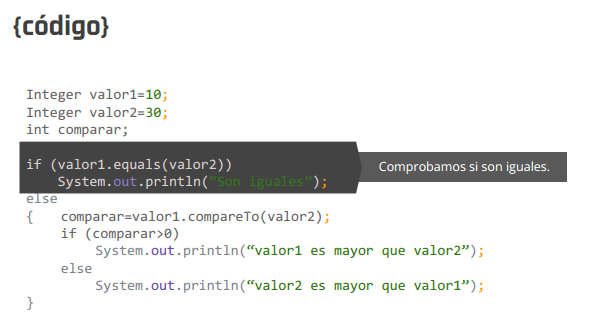 {código}
Integer valor1=10;
Integer valor2=30;
int comparar;
if (valor1.equals(valor2))
System.out.println(“Son iguales”);
Comprobamos si son iguales.
else
{ comparar=valor1.compareTo(valor2);
if (comparar>0)
System.out.println(“valor1 es mayor que valor2”);
else
System.out.println(“valor2 es mayor que valor1”);
}